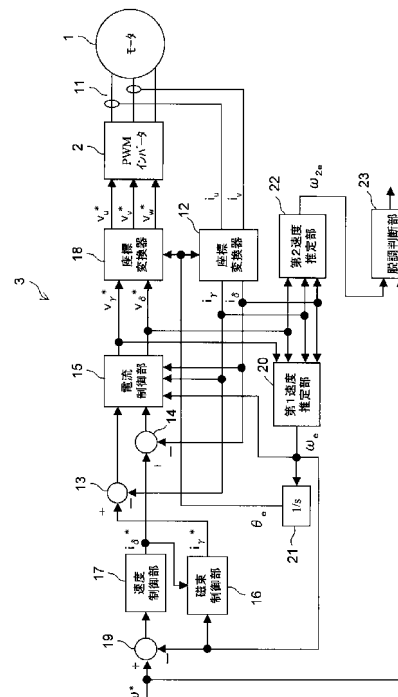 3
1
モータ
11
2
PWM
インバータ
vu*
vv*
vw*
iu
iv
18
座標
変換器
12
座標
変換器
vγ*
vδ*
iγ
iδ
15
電流
制御部
22
第2速度
推定部
ω2e
23
脱調判断部
20
第1速度
推定部
ωe
13
+
−
14
+
−
θe
1/s
21
iδ*
iγ*
17
速度
制御部
16
磁束
制御部
19
+
−